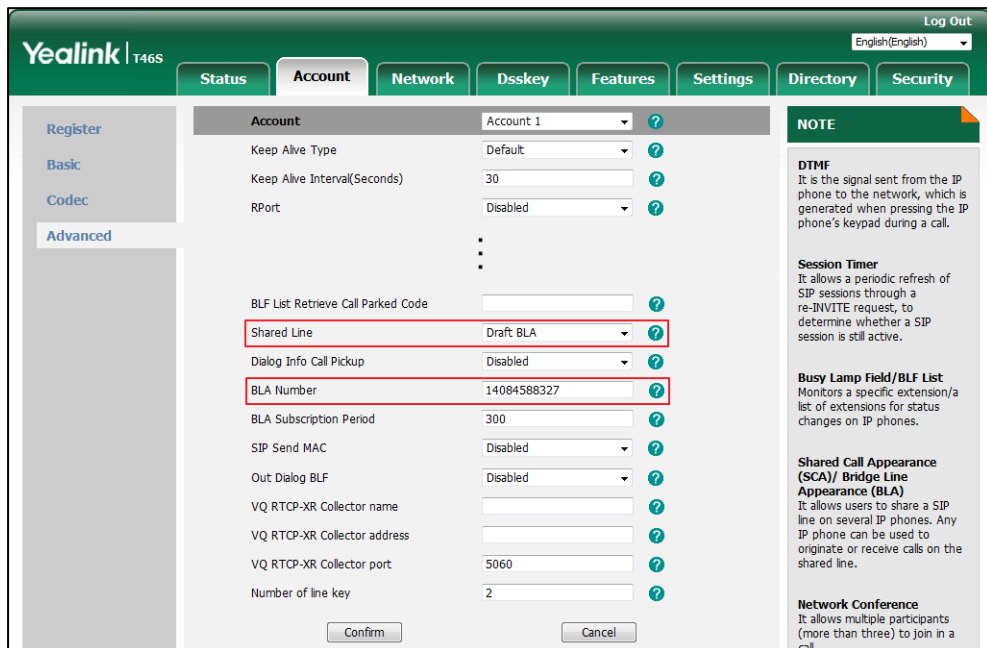 Log Out
Yealink | T46S
English(English)
Status Account Network Dsskey Features Settings Directory Security
Register
Basic
Codec
Advanced
Account Account 1 ?
Keep Alive Type Default ?
Keep Alive Interval(Seconds) 30 ?
RPort Disabled ?
BLF List Retrieve Call Parked Code ?
Shared Line Draft BLA ?
Dialog Info Call Pickup Disabled ?
BLA Number 14084588327 ?
BLA Subscription Period 300 ?
SIP Send MAC Disabled ?
Out Dialog BLF Disabled ?
VQ RTCP-XR Collector name ?
VQ RTCP-XR Collector address ?
VQ RTCP-XR Collector port 5060 ?
Number of line key 2 ?
Confirm Cancel
NOTE
DTMF
It is the signal sent from the IP
phone to the network, which is
generated when pressing the IP
phone's keypad during a call.
Session Timer
It allows a periodic refresh of
SIP sessions through a
re-INVITE request, to
determine whether a SIP
session is still active.
Busy Lamp Field/BLF List
Monitors a specific extension/a
list of extensions for status
changes on IP phones.
Shared Call Appearance
(SCA)/ Bridge Line
Appearance (BLA)
It allows users to share a SIP
line on several IP phones. Any
IP phone can be used to
originate or receive calls on the
shared line.
Network Conference
It allows multiple participants
(more than three) to join in a
call.